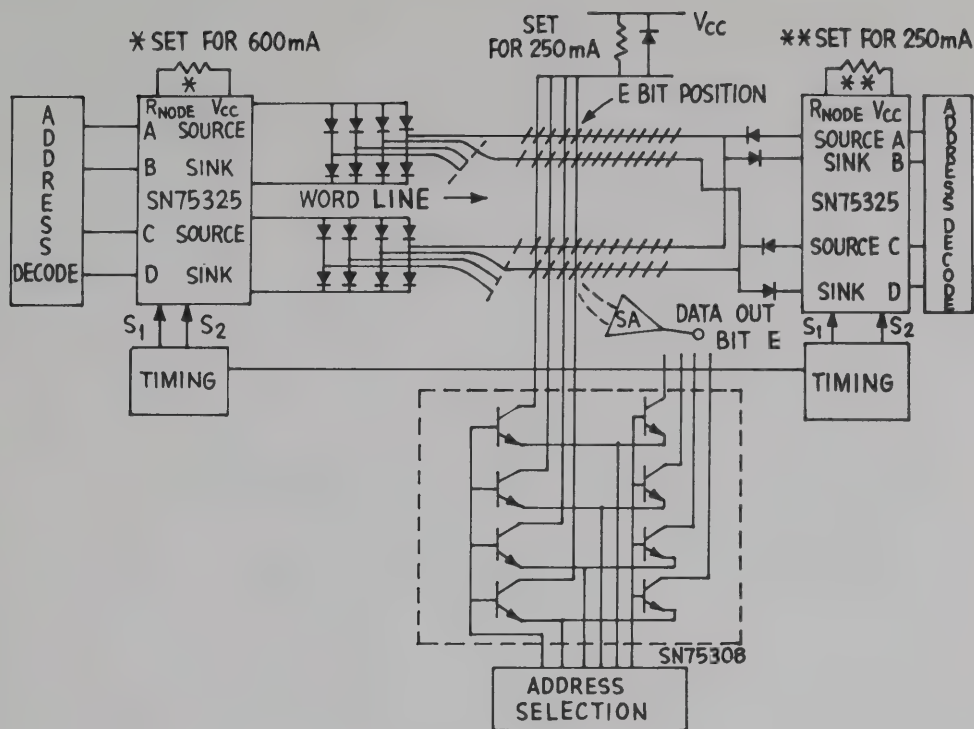 * SET FOR 600mA
SET
FOR 250mA
VCC
** SET FOR 250mA
*
**
ADDRESS
DECODE
RNODE VCC
A SOURCE
B SINK
SN75325
C SOURCE
D SINK
S1 S2
TIMING
WORD LINE
E BIT POSITION
SA
DATA OUT
BIT E
RNODE VCC
SOURCE A
SINK B
SN75325
SOURCE C
SINK D
ADDRESS DECODE
S1 S2
TIMING
SN75308
ADDRESS
SELECTION